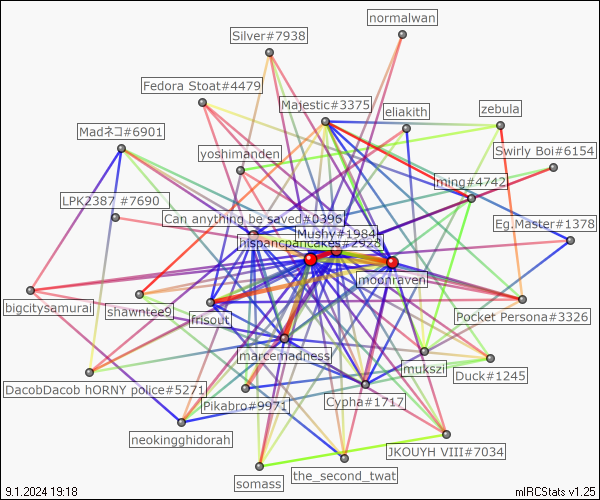 normalwan
Silver#7938
Fedora Stoat#4479
Majestic#3375
eliakith
zebula
Madネコ#6901
yoshimanden
Swirly Boi#6154
ming#4742
LPK2387 #7690
Can anything be saved#0396
Mushy#1984
hispancpancakes#2928
Eg.Master#1378
moonraven
bigcitysamurai
shawntee9
frisout
Pocket Persona#3326
marcemadness
mukszi
Duck#1245
DacobDacob hORNY police#5271
Pikabro#9971
Cypha#1717
neokingghidorah
JKOUYH VIII#7034
the_second_twat
somass
9.1.2024 19:18
mIRCStats v1.25